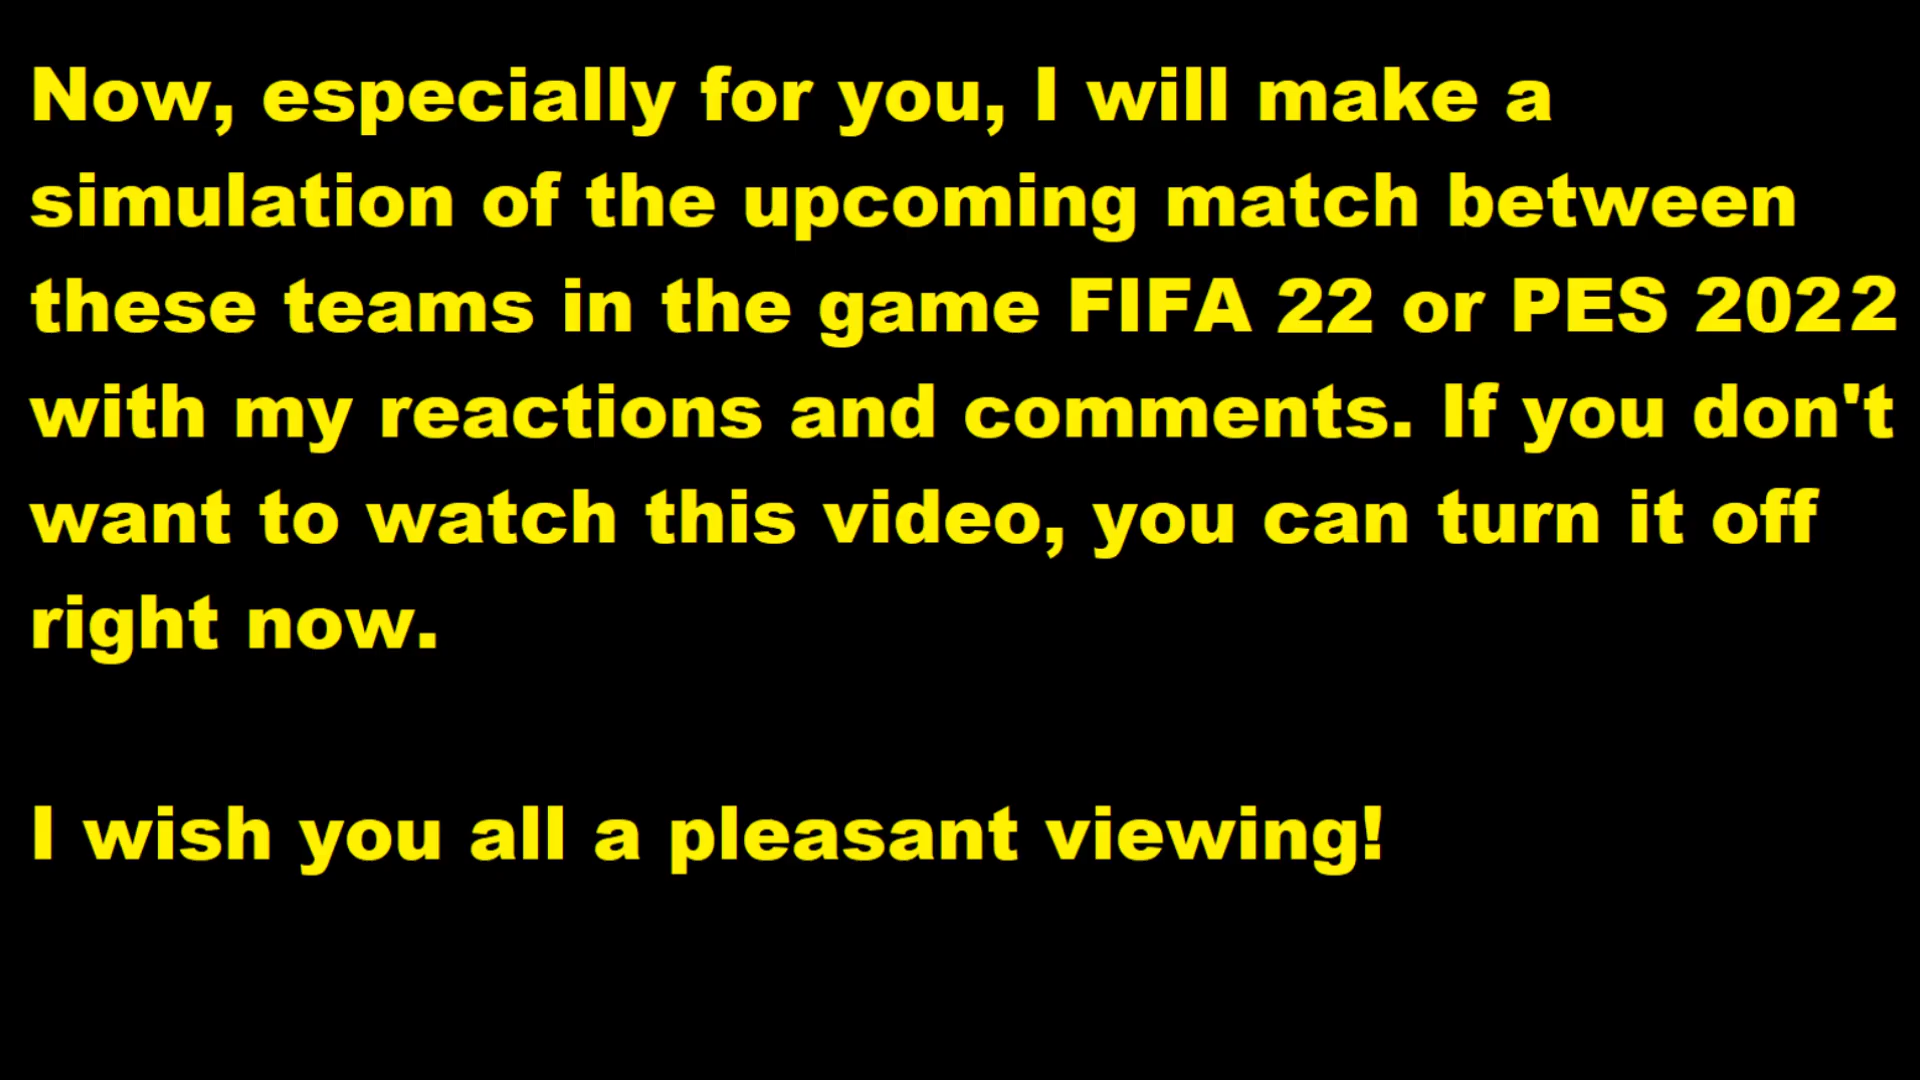 Now, especially for you, I will make a
simulation of the upcoming match between
these teams in the game FIFA 22 or PES 2022
with my reactions and comments. If you don't
want to watch this video, you can turn it off
right now.
I wish you all a pleasant viewing!